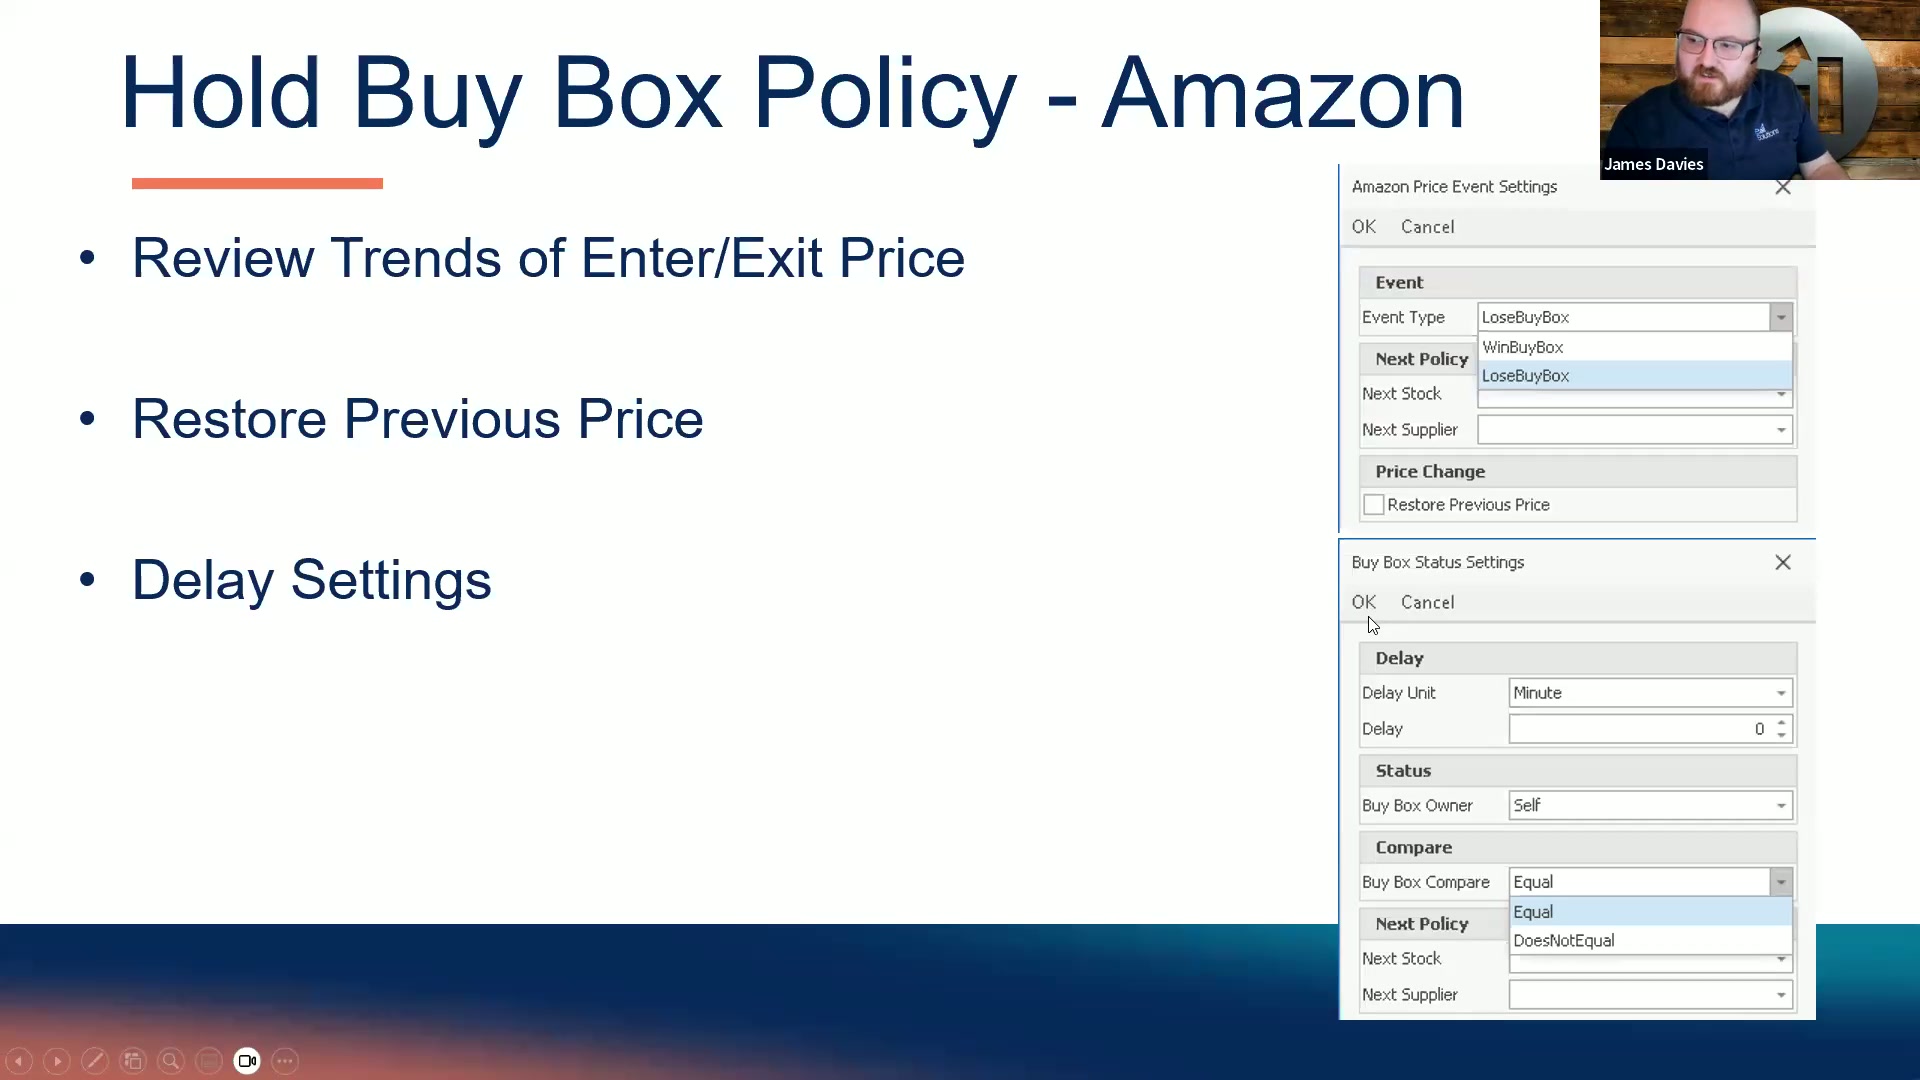 Hold Buy Box Policy - Amazon
James Davies
• Review Trends of Enter/Exit Price
• Restore Previous Price
• Delay Settings
Amazon Price Event Settings
OK Cancel
Event
Event Type LoseBuyBox
WinBuyBox
Next Policy
LoseBuyBox
Next Stock
Next Supplier
Price Change
Restore Previous Price
Buy Box Status Settings
OK Cancel
Delay
Delay Unit Minute
Delay 0
Status
Buy Box Owner Self
Compare
Buy Box Compare Equal
Equal
Next Policy
DoesNotEqual
Next Stock
Next Supplier